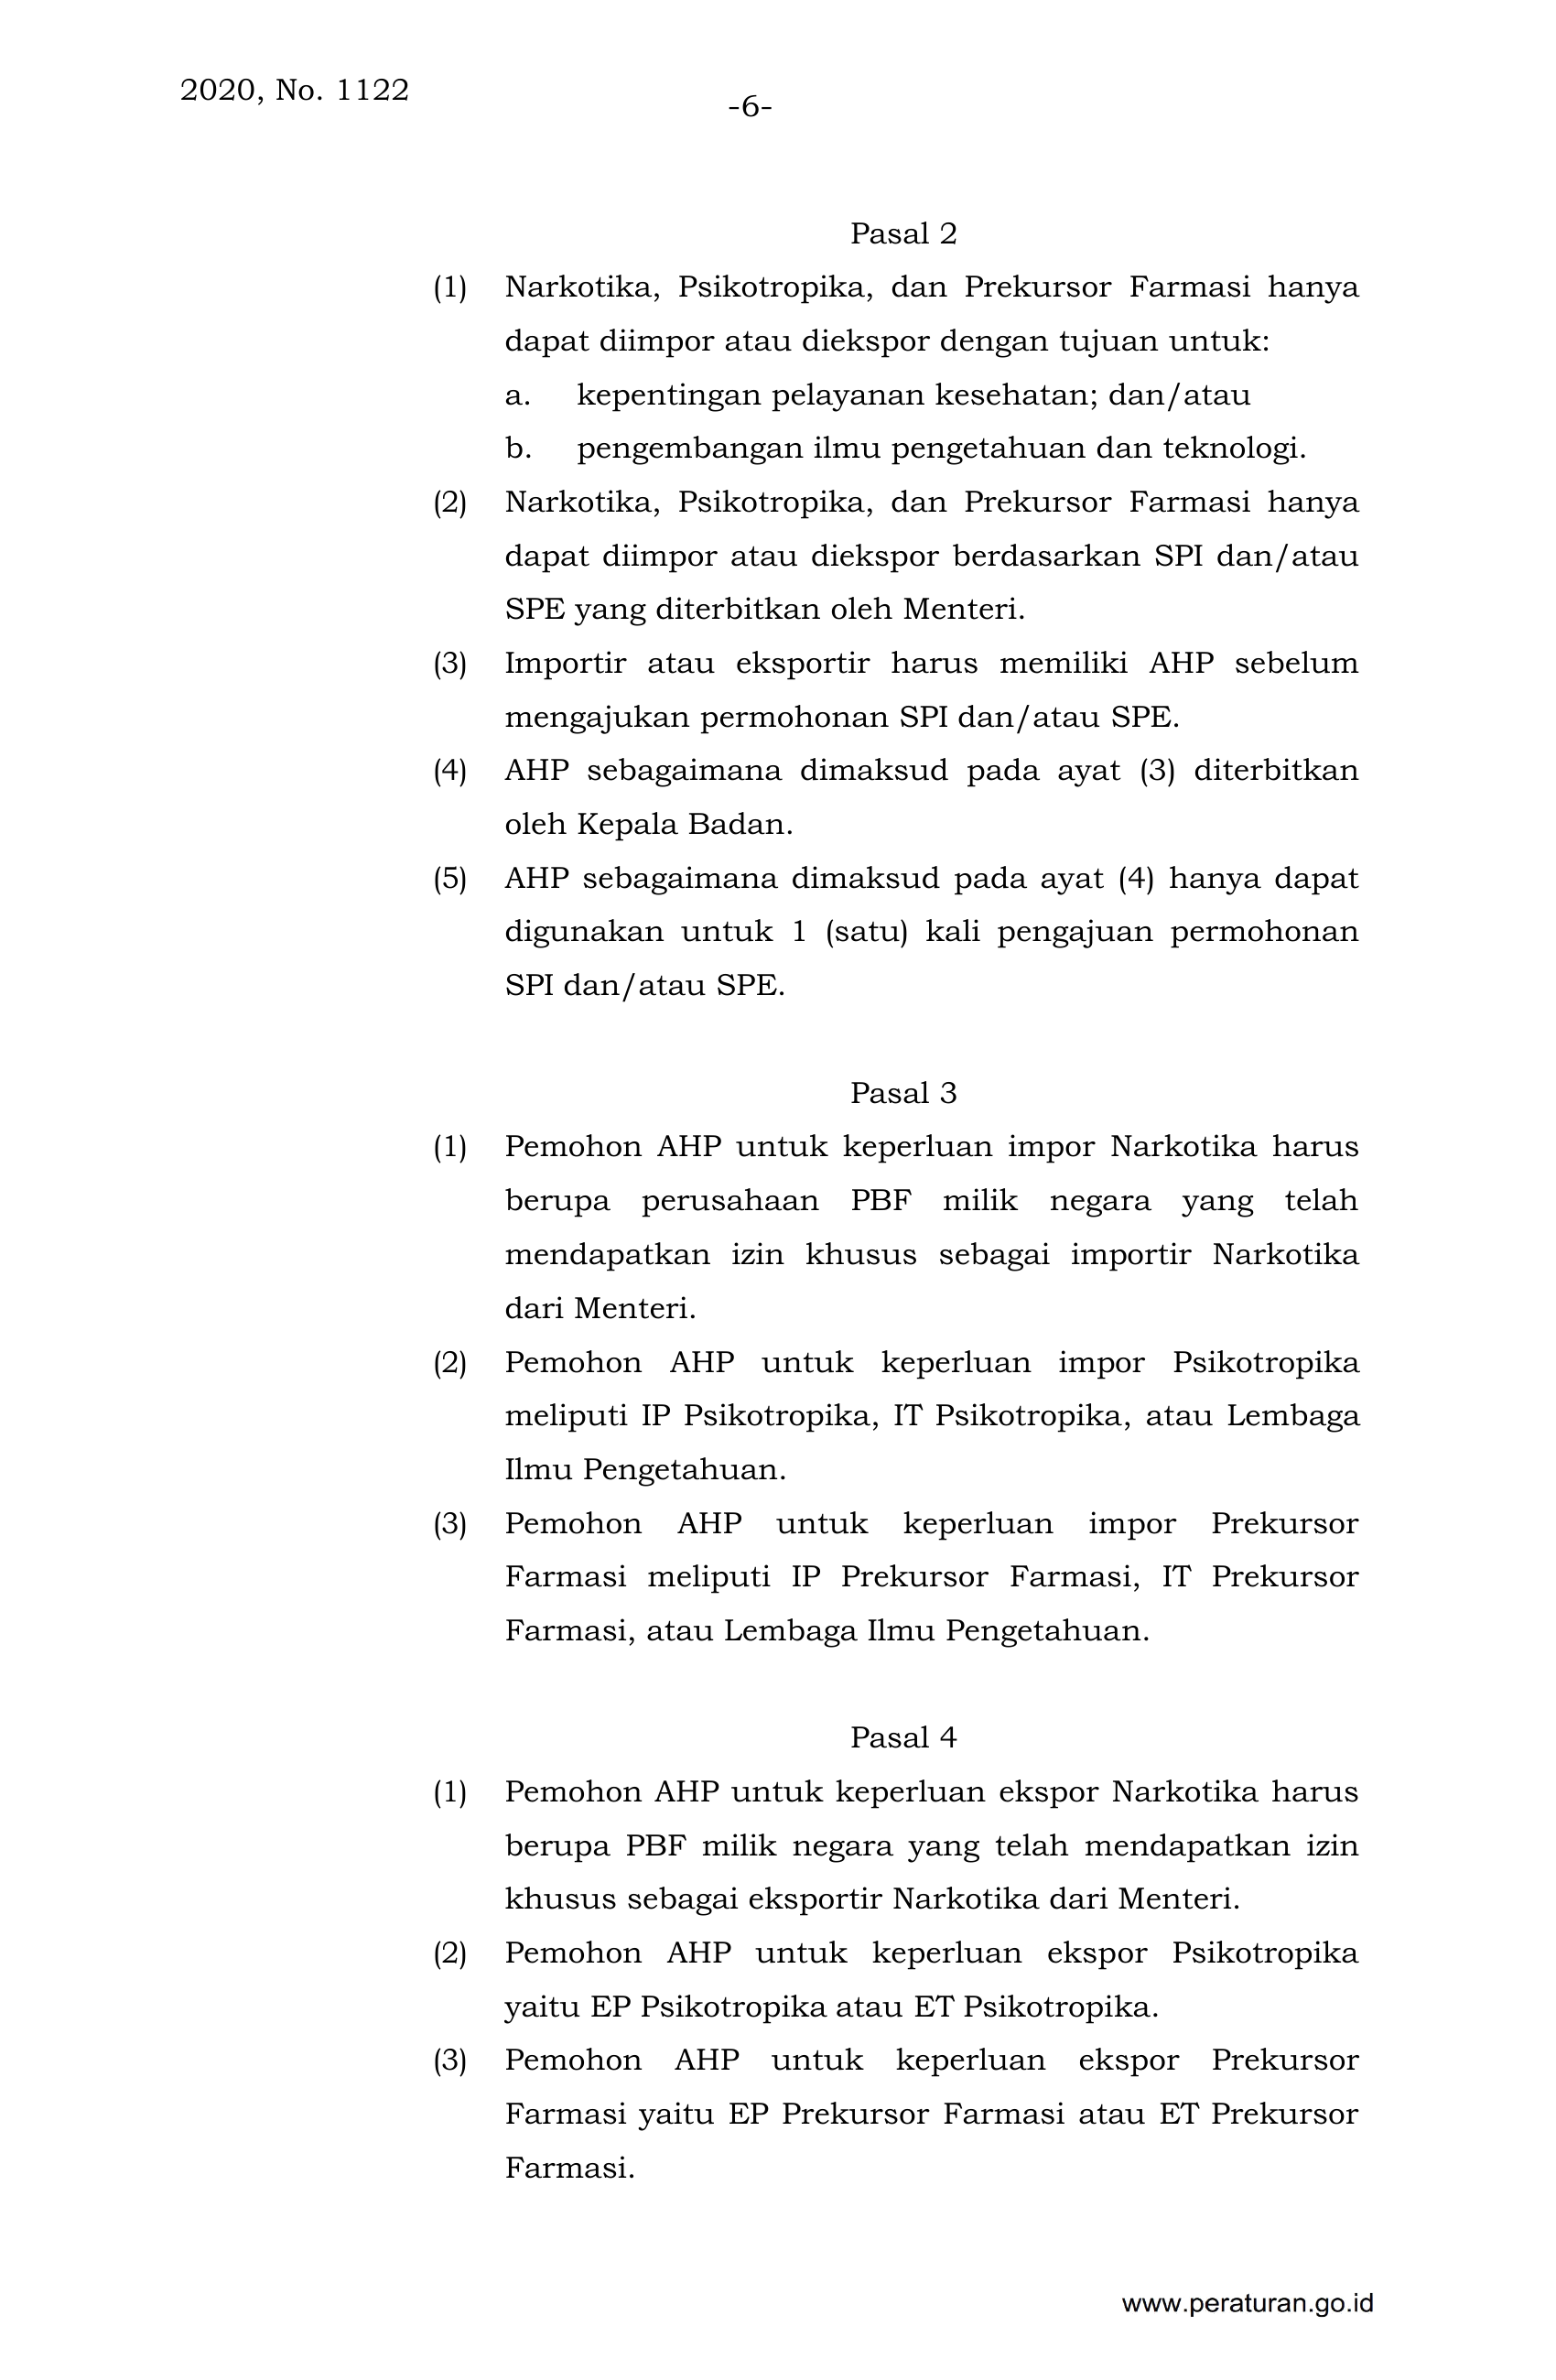 2020, No. 1122
-6-
Pasal 2
(1) Narkotika, Psikotropika, dan Prekursor Farmasi hanya
dapat diimpor atau diekspor dengan tujuan untuk:
a. kepentingan pelayanan kesehatan; dan/atau
b. pengembangan ilmu pengetahuan dan teknologi.
(2) Narkotika, Psikotropika, dan Prekursor Farmasi hanya
dapat diimpor atau diekspor berdasarkan SPI dan/atau
SPE yang diterbitkan oleh Menteri.
(3) Importir atau eksportir harus memiliki AHP sebelum
mengajukan permohonan SPI dan/atau SPE.
(4) AHP sebagaimana dimaksud pada ayat (3) diterbitkan
oleh Kepala Badan.
(5) AHP sebagaimana dimaksud pada ayat (4) hanya dapat
digunakan untuk 1 (satu) kali pengajuan permohonan
SPI dan/atau SPE.
Pasal 3
(1) Pemohon AHP untuk keperluan impor Narkotika harus
berupa perusahaan PBF milik negara yang telah
mendapatkan izin khusus sebagai importir Narkotika
dari Menteri.
(2) Pemohon AHP untuk keperluan impor Psikotropika
meliputi IP Psikotropika, IT Psikotropika, atau Lembaga
Ilmu Pengetahuan.
(3) Pemohon AHP untuk keperluan impor Prekursor
Farmasi meliputi IP Prekursor Farmasi, IT Prekursor
Farmasi, atau Lembaga Ilmu Pengetahuan.
Pasal 4
(1) Pemohon AHP untuk keperluan ekspor Narkotika harus
berupa PBF milik negara yang telah mendapatkan izin
khusus sebagai eksportir Narkotika dari Menteri.
(2) Pemohon AHP untuk keperluan ekspor Psikotropika
yaitu EP Psikotropika atau ET Psikotropika.
(3) Pemohon AHP untuk keperluan ekspor Prekursor
Farmasi yaitu EP Prekursor Farmasi atau ET Prekursor
Farmasi.
www.peraturan.go.id